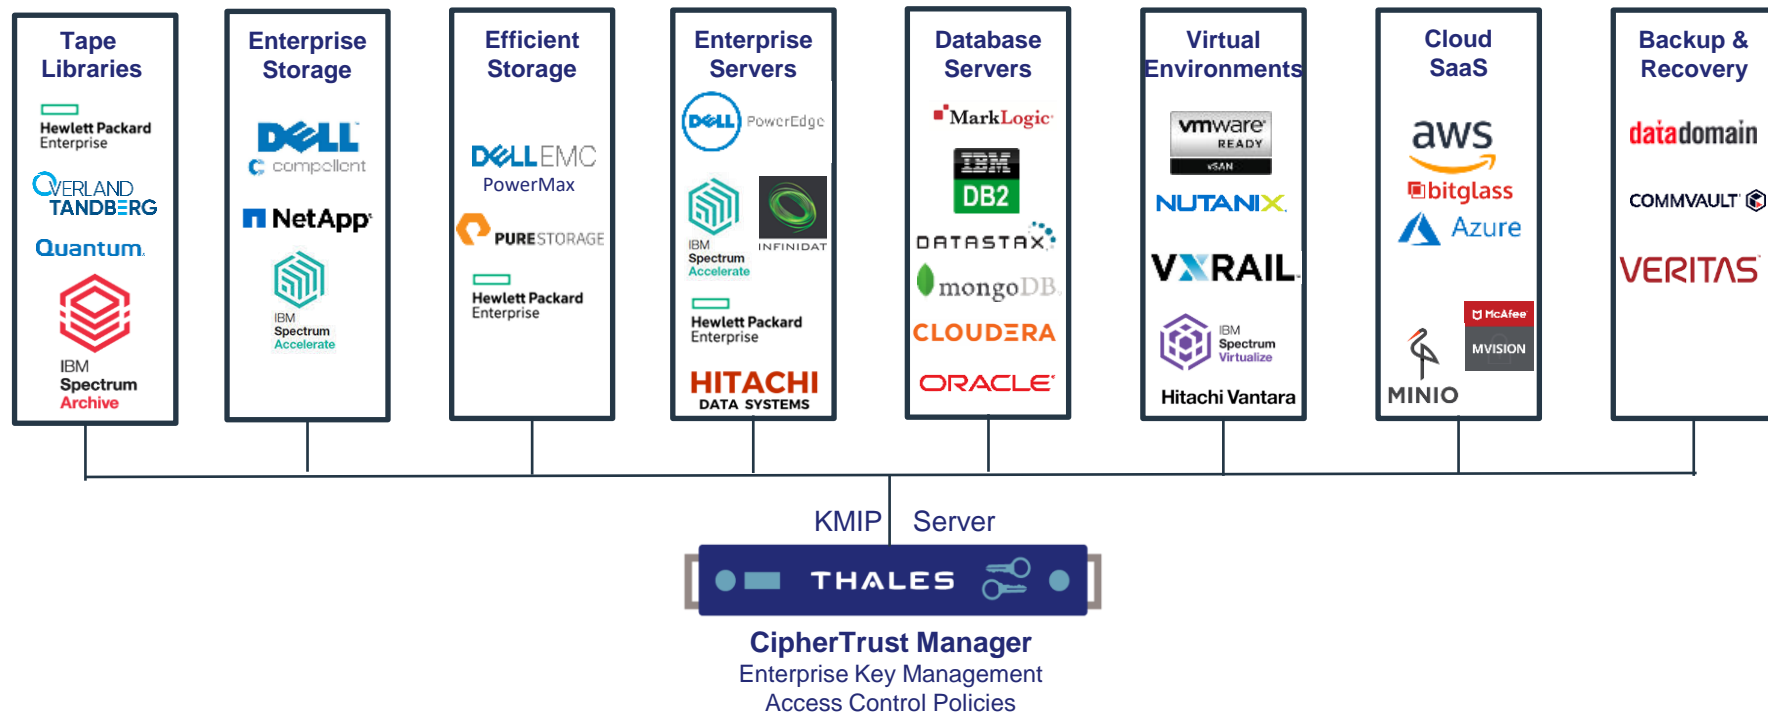 Tape
Libraries
Hewlett Packard
Enterprise
OVERLAND
TANDBERG
Quantum.
IBM
Spectrum
Archive
Enterprise
Storage
DELL
compellent
NetApp
IBM
Spectrum
Accelerate
Efficient
Storage
DELL EMC
PowerMax
PURESTORAGE
Hewlett Packard
Enterprise
Enterprise
Servers
DELL PowerEdge
IBM
Spectrum
Accelerate
INFINIDAT
Hewlett Packard
Enterprise
HITACHI
DATA SYSTEMS
Database
Servers
MarkLogic
IBM
DB2
DATASTAX
mongoDB
CLOUDERA
ORACLE
Virtual
Environments
vmware
READY
vSAN
NUTANIX
VXRAIL
IBM
Spectrum
Virtualize
Hitachi Vantara
Cloud
SaaS
aws
bitglass
Azure
MINIO
McAfee
MVISION
Backup &
Recovery
datadomain
COMMVAULT
VERITAS
KMIP Server
THALES
CipherTrust Manager
Enterprise Key Management
Access Control Policies